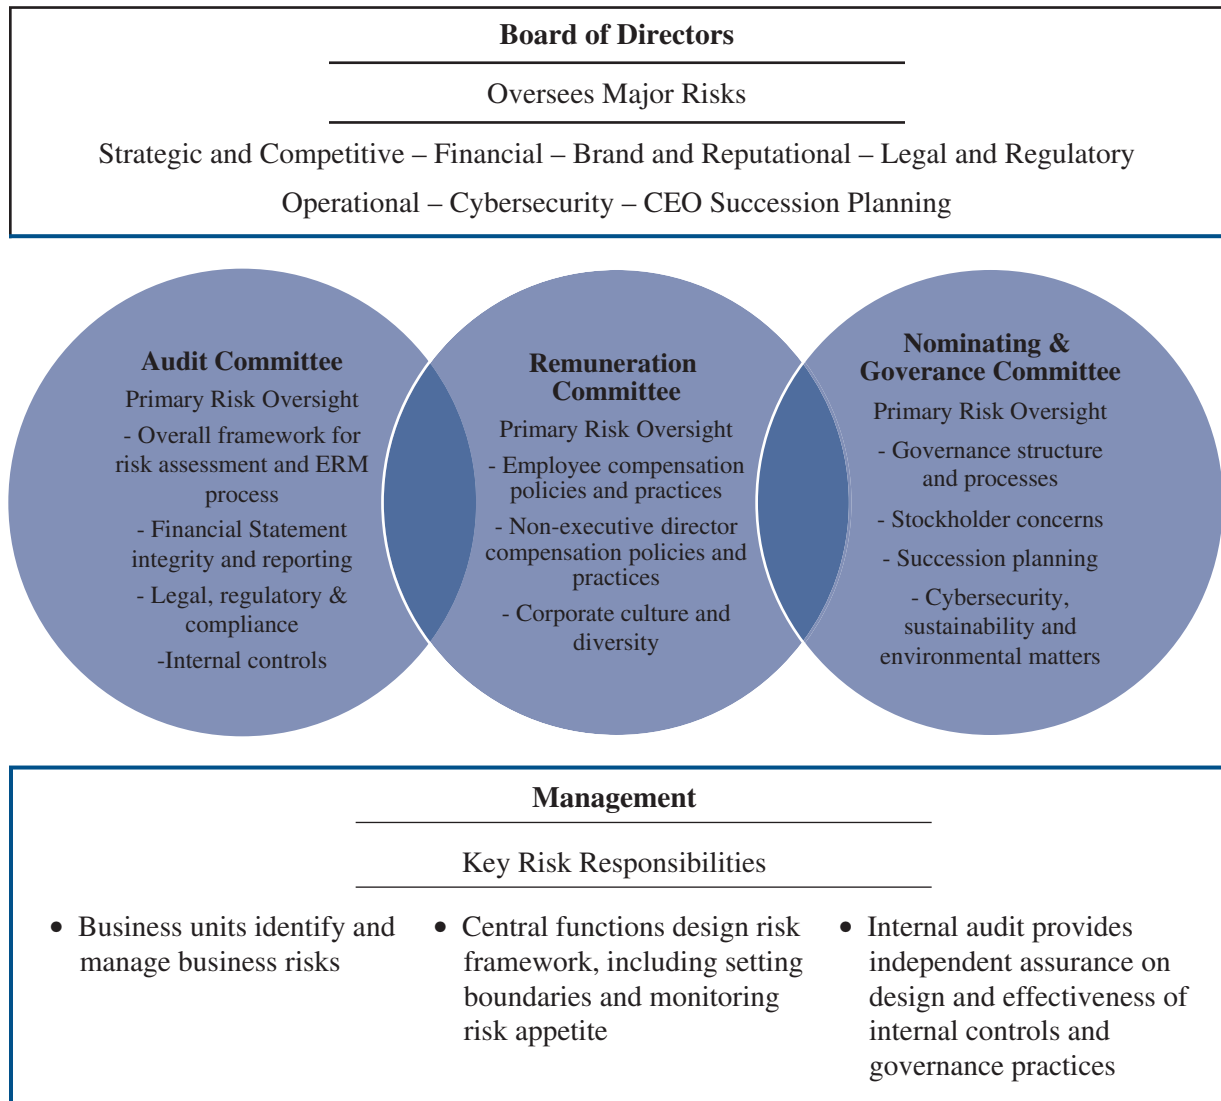 Board of Directors
Oversees Major Risks
Strategic and Competitive – Financial – Brand and Reputational – Legal and Regulatory
Operational – Cybersecurity – CEO Succession Planning
Audit Committee
Primary Risk Oversight
- Overall framework for
risk assessment and ERM
process
- Financial Statement
integrity and reporting
- Legal, regulatory &
compliance
-Internal controls
Remuneration
Committee
Primary Risk Oversight
- Employee compensation
policies and practices
- Non-executive director
compensation policies and
practices
- Corporate culture and
diversity
Nominating &
Goverance Committee
Primary Risk Oversight
- Governance structure
and processes
- Stockholder concerns
- Succession planning
- Cybersecurity,
sustainability and
environmental matters
Management
Key Risk Responsibilities
• Business units identify and
manage business risks
• Central functions design risk
framework, including setting
boundaries and monitoring
risk appetite
• Internal audit provides
independent assurance on
design and effectiveness of
internal controls and
governance practices